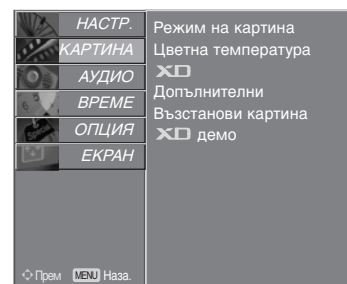 НАСТР.
КАРТИНА
АУДИО
ВРЕМЕ
ОПЦИЯ
ЕКРАН
Режим на картина
Цветна температура
XD
Допълнителни
Възстанови картина
XD демо
Прем MENU Наза.